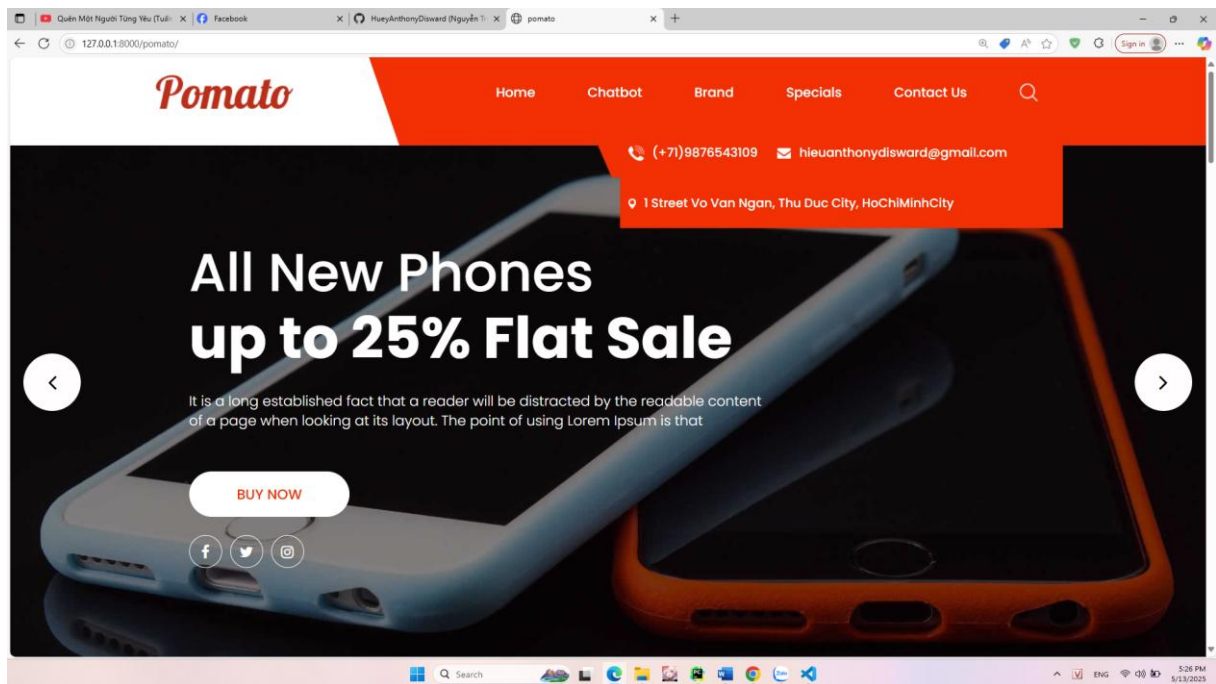 Quên Một Người Từng Yêu (Tuấn
Facebook
HueyAnthonyDisward (Nguyễn Tr
pomato
127.0.0.1:8000/pomato/
Sign in
Pomato
Home Chatbot Brand Specials Contact Us
(+71)9876543109 hieuanthonydisward@gmail.com
1 Street Vo Van Ngan, Thu Duc City, HoChiMinhCity
All New Phones
up to 25% Flat Sale
It is a long established fact that a reader will be distracted by the readable content
of a page when looking at its layout. The point of using Lorem Ipsum is that
BUY NOW
Search
ENG
5:26 PM
5/13/2025